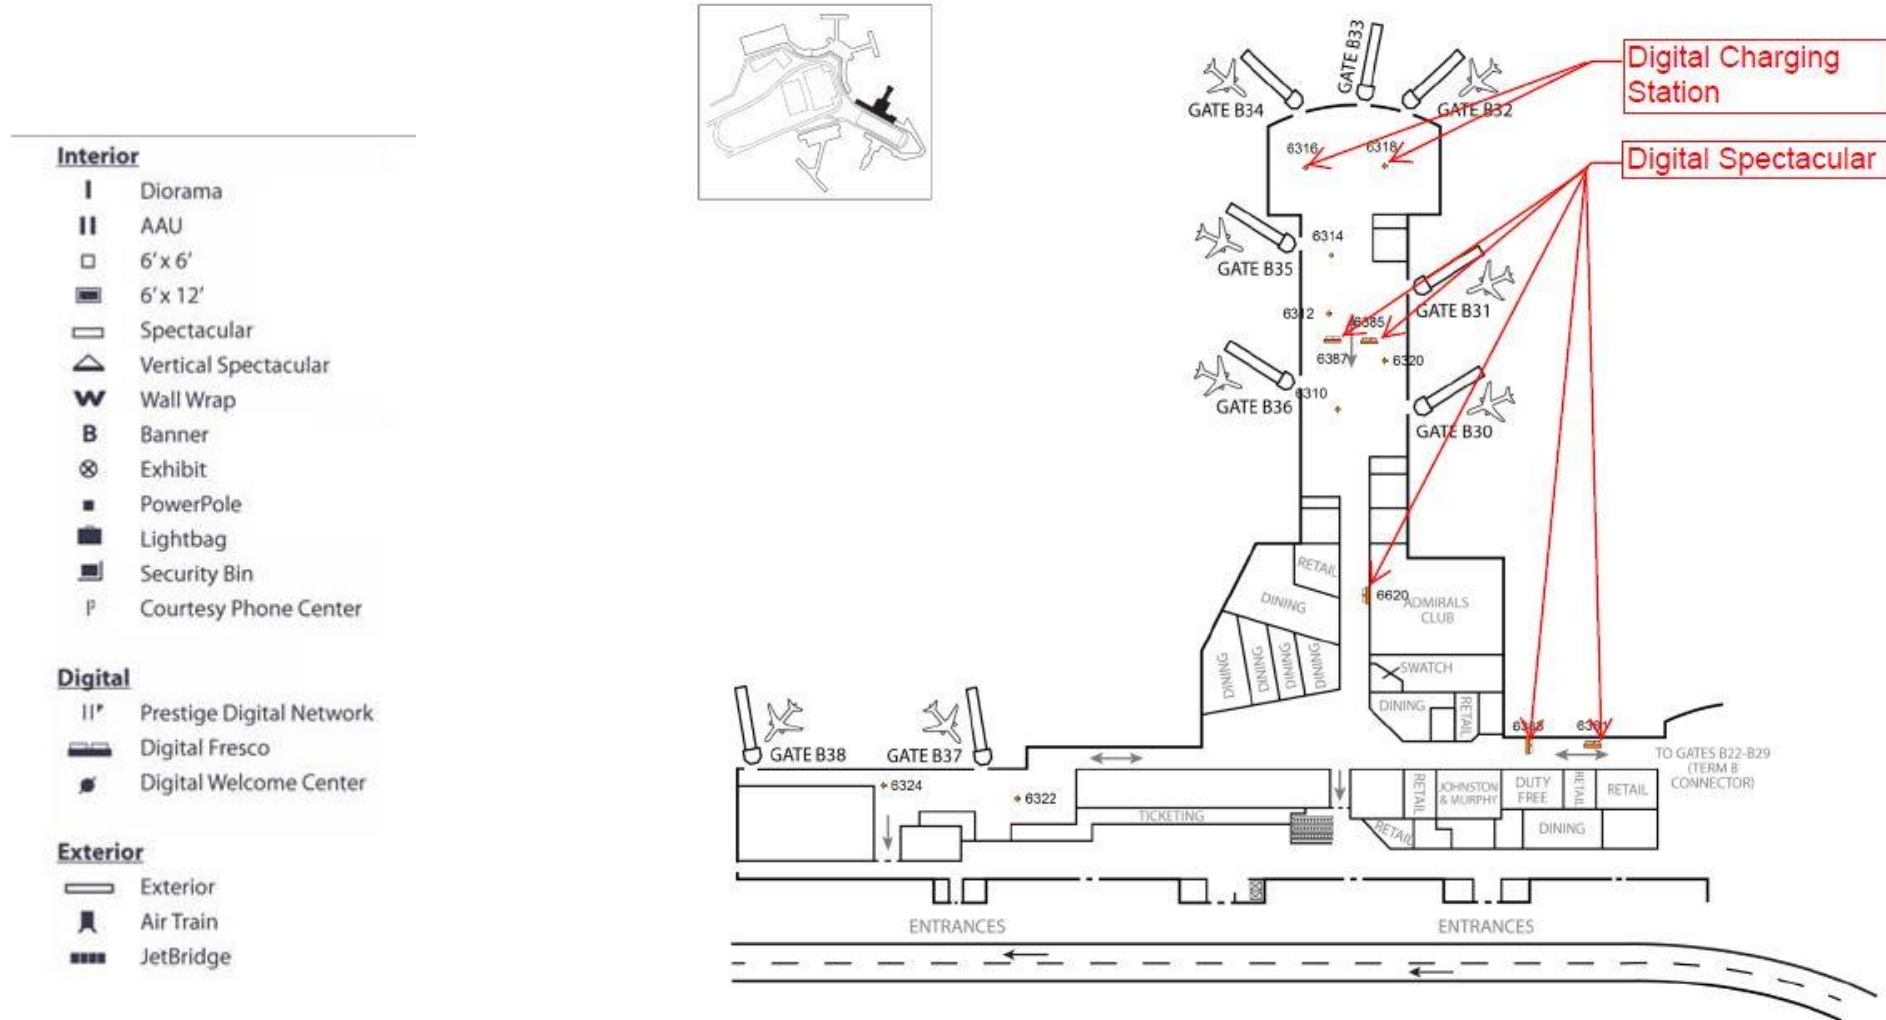 Interior
Diorama
AAU
6' x 6'
6' x 12'
Spectacular
Vertical Spectacular
W Wall Wrap
B Banner
Exhibit
PowerPole
Lightbag
Security Bin
Courtesy Phone Center
Digital
Prestige Digital Network
Digital Fresco
Digital Welcome Center
Exterior
Exterior
Air Train
JetBridge
Digital Charging
Station
Digital Spectacular
GATE B33
GATE B34
GATE B32
6316
6318
6314
GATE B35
GATE B31
6312
6385
6387
6320
GATE B36
6310
GATE B30
RETAIL
DINING
6620
ADMIRALS
CLUB
DINING
DINING
DINING
DINING
SWATCH
DINING
RETAIL
GATE B38
GATE B37
TO GATES B22-B29
(TERM B
CONNECTOR)
6324
6322
TICKETING
RETAIL
JOHNSTON
& MURPHY
DUTY
FREE
RETAIL
RETAIL
RETAIL
DINING
ENTRANCES
ENTRANCES